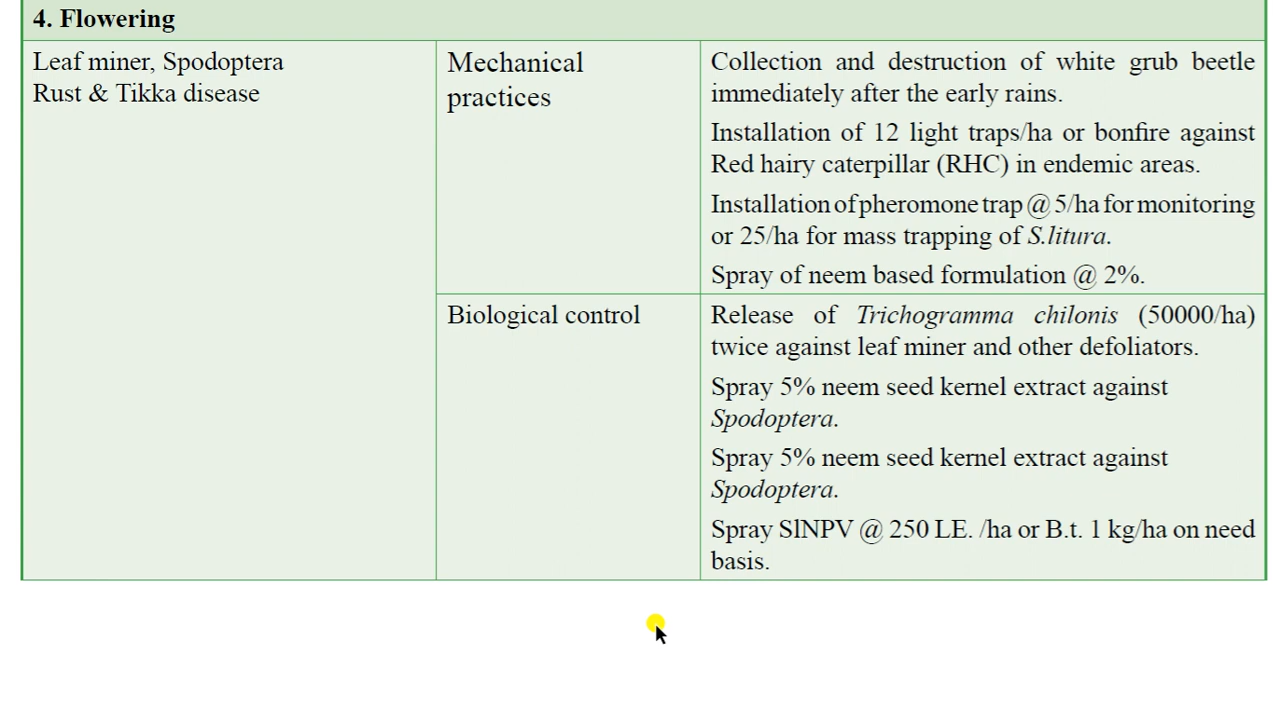 4. Flowering
Leaf miner, Spodoptera
Rust & Tikka disease
Mechanical
practices
Collection and destruction of white grub beetle
immediately after the early rains.
Installation of 12 light traps/ha or bonfire against
Red hairy caterpillar (RHC) in endemic areas.
Installation of pheromone trap @ 5/ha for monitoring
or 25/ha for mass trapping of S.litura.
Spray of neem based formulation @ 2%.
Biological control
Release of Trichogramma chilonis (50000/ha)
twice against leaf miner and other defoliators.
Spray 5% neem seed kernel extract against
Spodoptera.
Spray 5% neem seed kernel extract against
Spodoptera.
Spray SlNPV @ 250 LE. /ha or B.t. 1 kg/ha on need
basis.